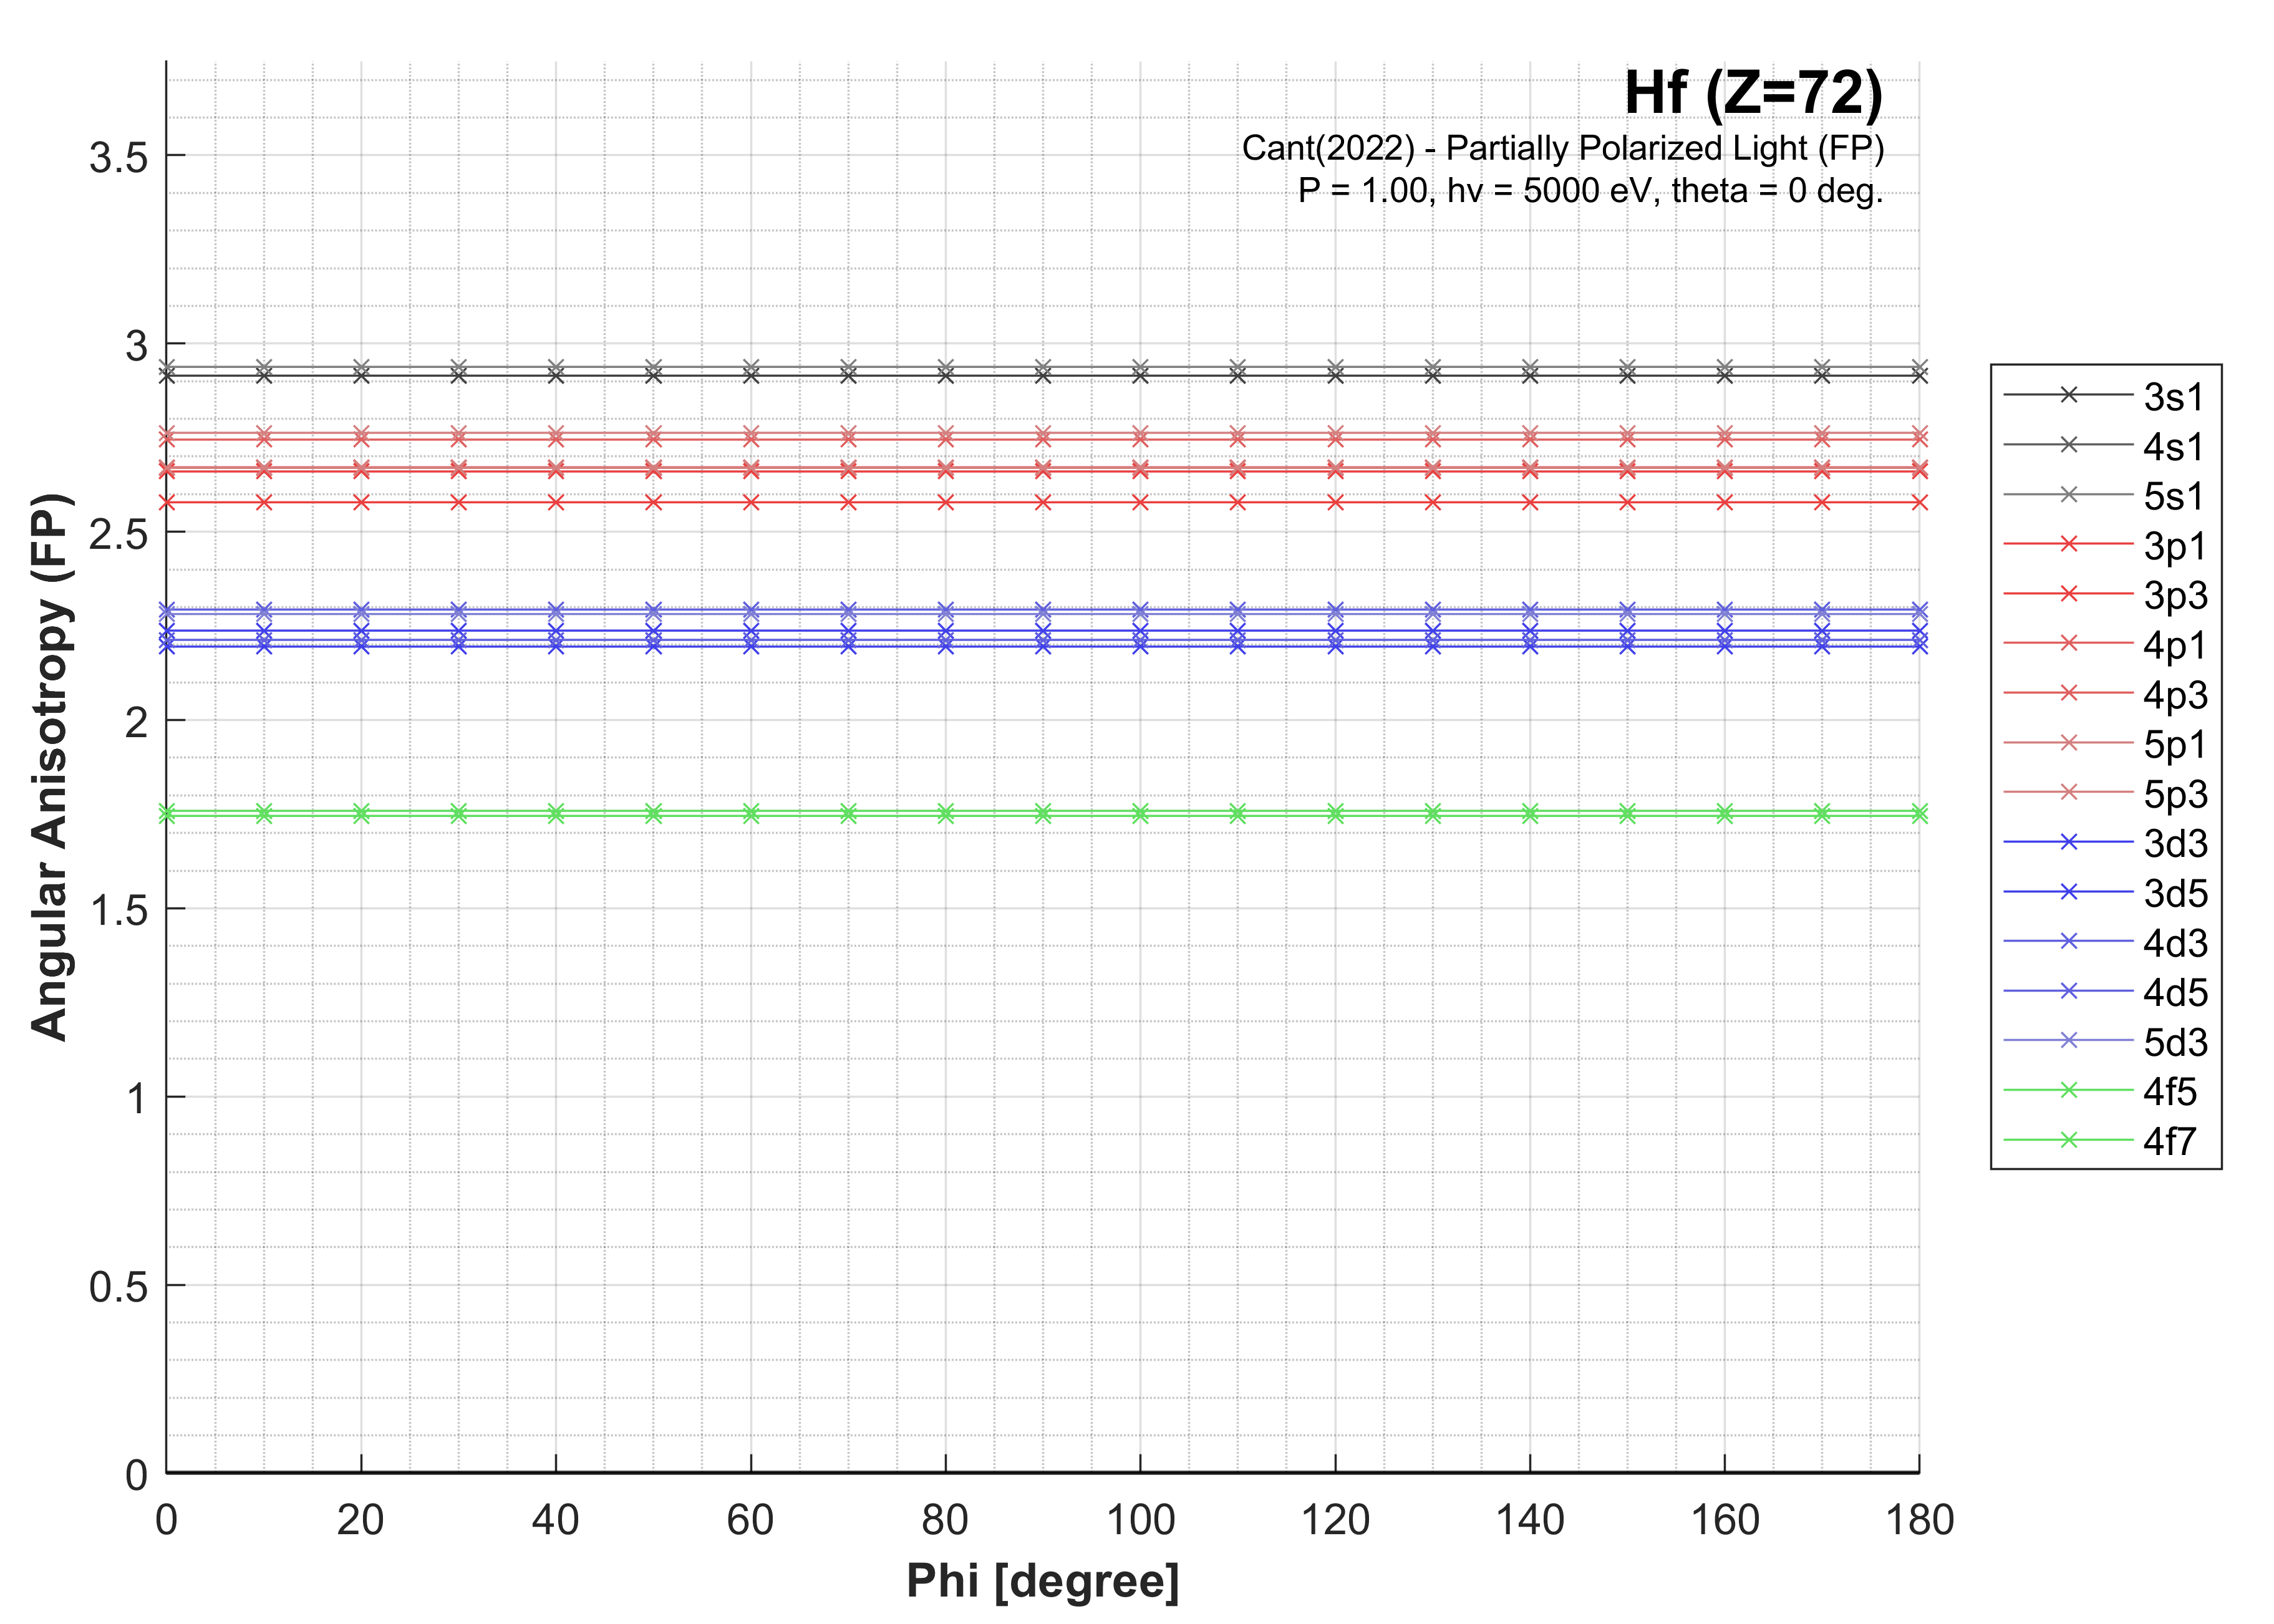 Hf (Z=72)
Cant(2022) - Partially Polarized Light (FP)
P = 1.00, hv = 5000 eV, theta = 0 deg.
Angular Anisotropy (FP)
3.5
3
2.5
2
1.5
1
0.5
0
0 20 40 60 80 100 120 140 160 180
Phi [degree]
3s1
4s1
5s1
3p1
3p3
4p1
4p3
5p1
5p3
3d3
3d5
4d3
4d5
5d3
4f5
4f7